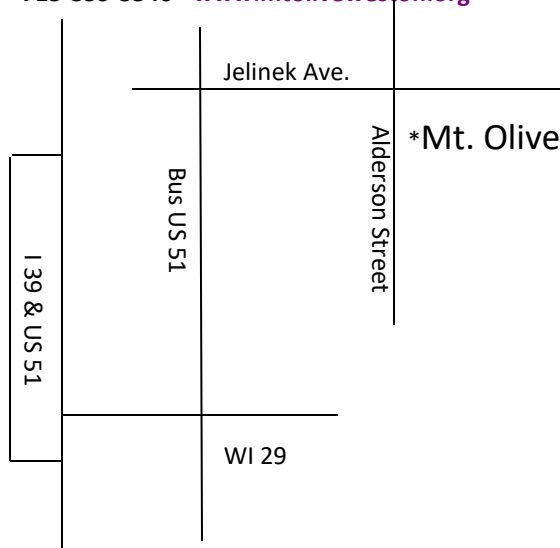 Jelinek Ave.
*Mt. Olive
Alderson Street
Bus US 51
I 39 & US 51
WI 29